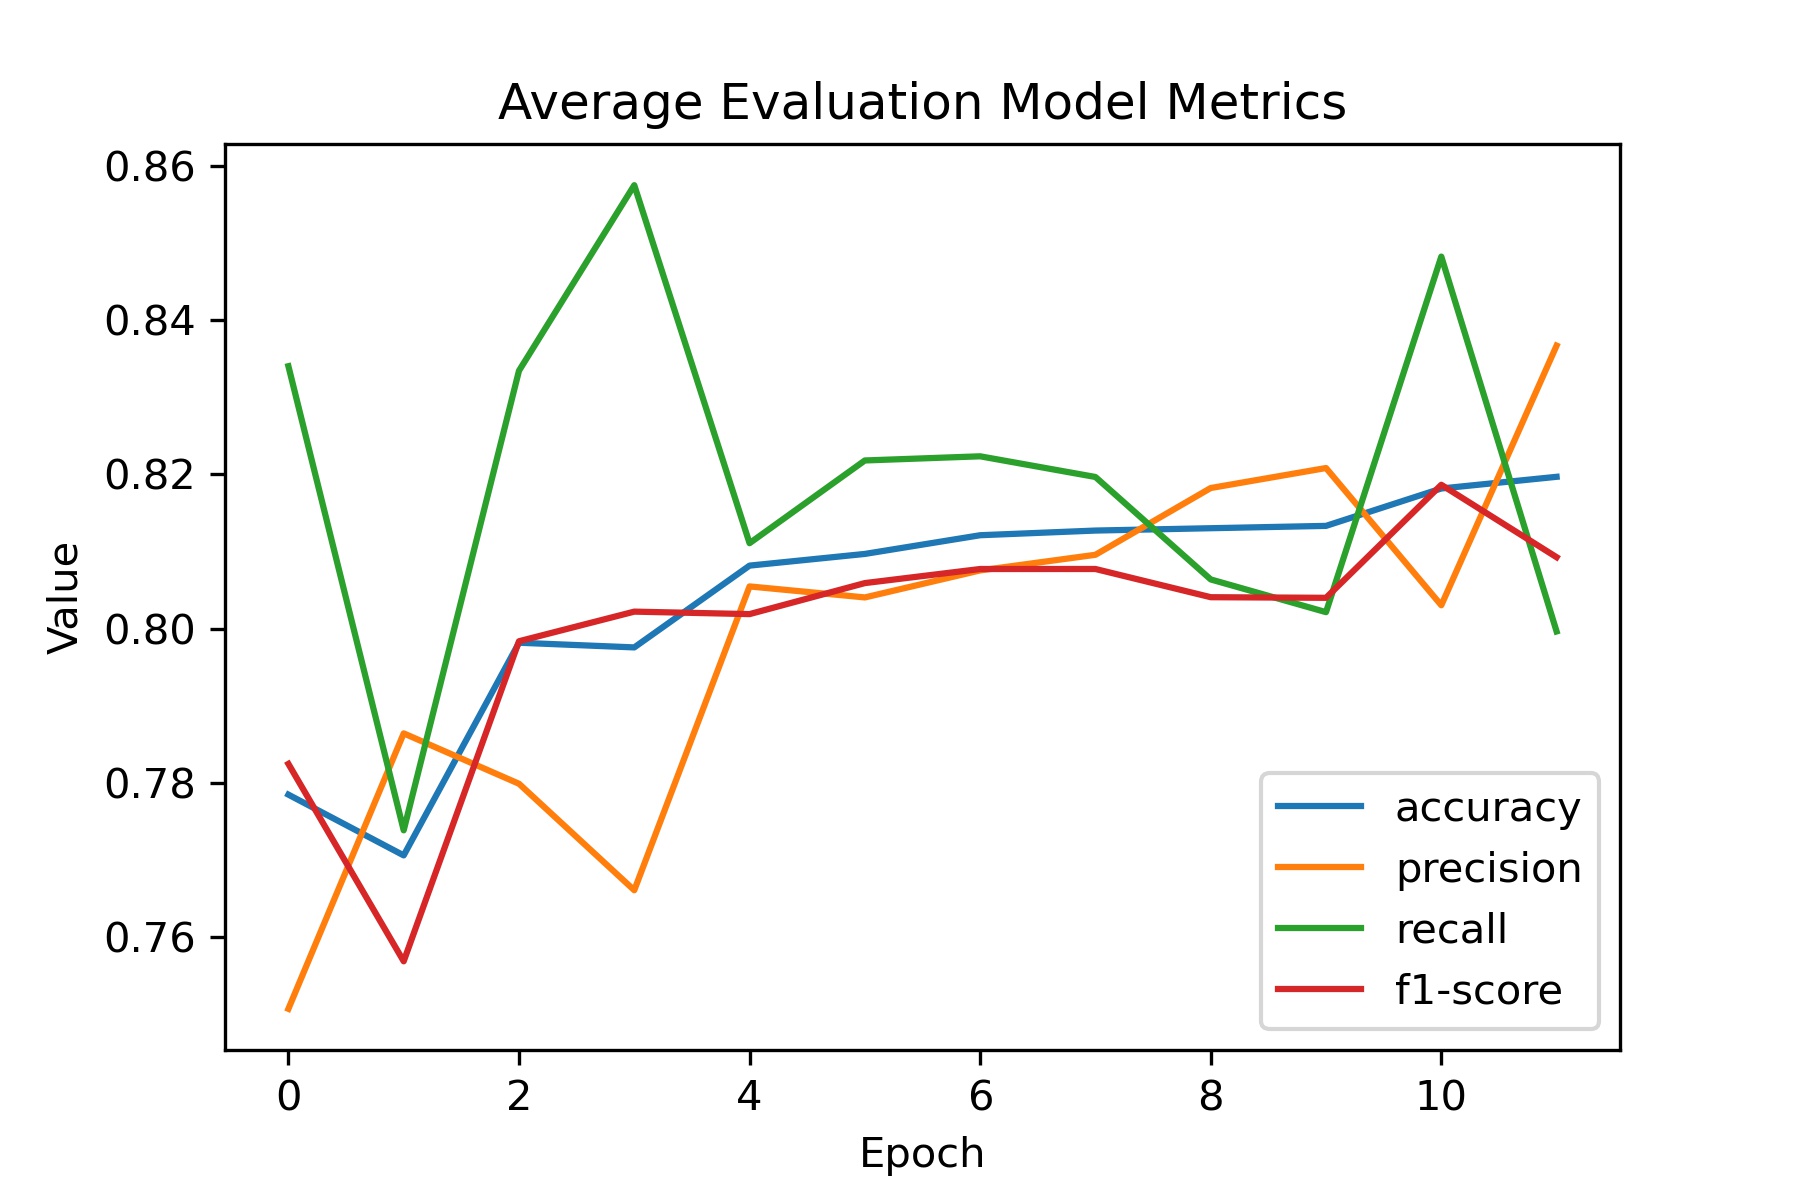 Average Evaluation Model Metrics
0.86
0.84
0.82
0.80
0.78
0.76
Value
accuracy
precision
recall
f1-score
0 2 4 6 8 10
Epoch